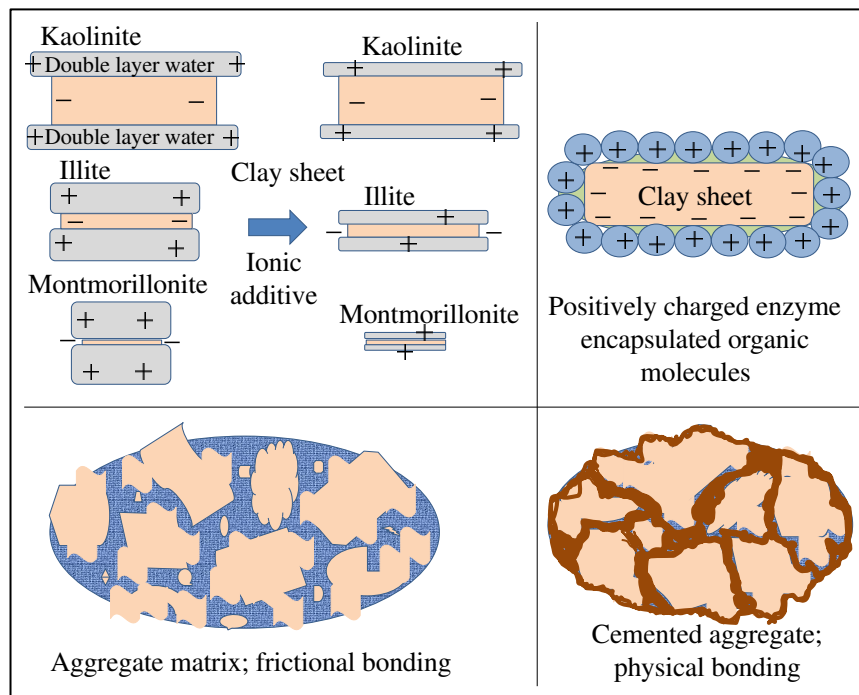 Kaolinite
+ Double layer water +
− −
+ Double layer water +
Illite
+ +
− −
+ +
Montmorillonite
+ +
− −
+ +
Clay sheet
Ionic
additive
Kaolinite
+ +
− −
+ +
Illite
+
− −
+
Montmorillonite
+
+
Clay sheet
Positively charged enzyme
encapsulated organic
molecules
Aggregate matrix; frictional bonding
Cemented aggregate;
physical bonding